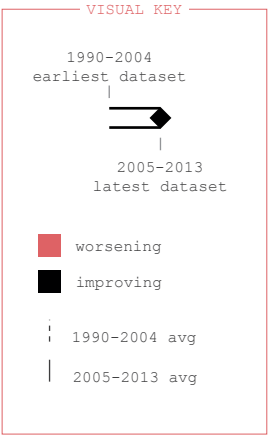 VISUAL KEY
1990-2004
earliest dataset
2005-2013
latest dataset
worsening
improving
1990-2004 avg
2005-2013 avg